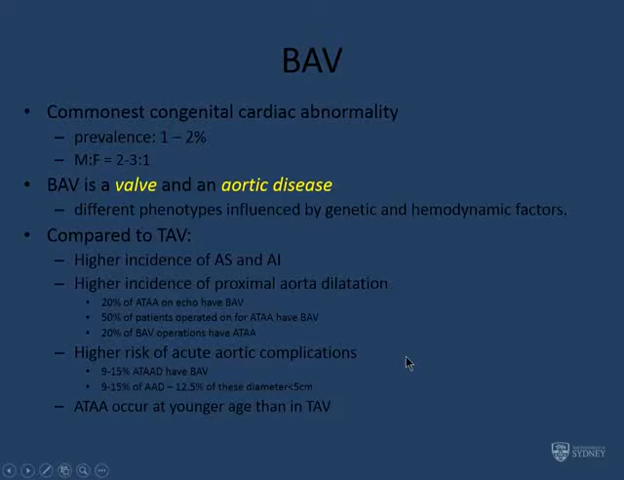 BAV
• Commonest congenital cardiac abnormality
– prevalence: 1 – 2%
– M:F = 2-3:1
• BAV is a valve and an aortic disease
– different phenotypes influenced by genetic and hemodynamic factors.
• Compared to TAV:
– Higher incidence of AS and AI
– Higher incidence of proximal aorta dilatation
• 20% of ATAA on echo have BAV
• 50% of patients operated on for ATAA have BAV
• 20% of BAV operations have ATAA
– Higher risk of acute aortic complications
• 9-15% ATAAD have BAV
• 9-15% of AAD – 12.5% of these diameter<5cm
– ATAA occur at younger age than in TAV
SYDNEY